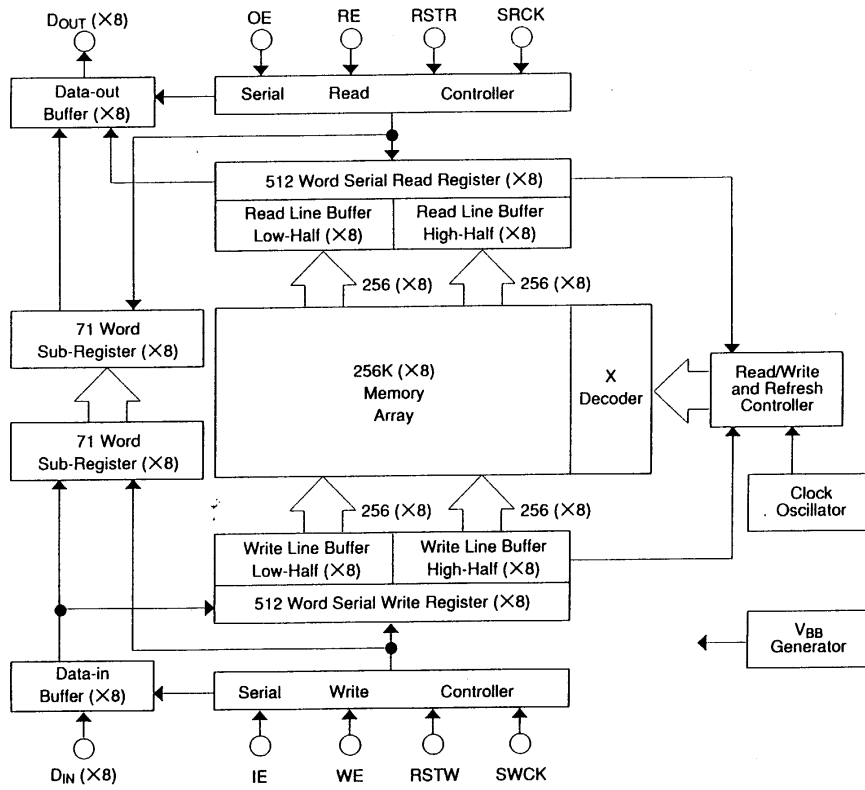 DOUT (×8)
OE
RE
RSTR
SRCK
Data-out
Buffer (×8)
Serial Read Controller
512 Word Serial Read Register (×8)
Read Line Buffer
Low-Half (×8)
Read Line Buffer
High-Half (×8)
256 (×8)
256 (×8)
71 Word
Sub-Register (×8)
256K (×8)
Memory
Array
X
Decoder
Read/Write
and Refresh
Controller
71 Word
Sub-Register (×8)
Clock
Oscillator
256 (×8)
256 (×8)
Write Line Buffer
Low-Half (×8)
Write Line Buffer
High-Half (×8)
512 Word Serial Write Register (×8)
VBB
Generator
Data-in
Buffer (×8)
Serial Write Controller
DIN (×8)
IE
WE
RSTW
SWCK